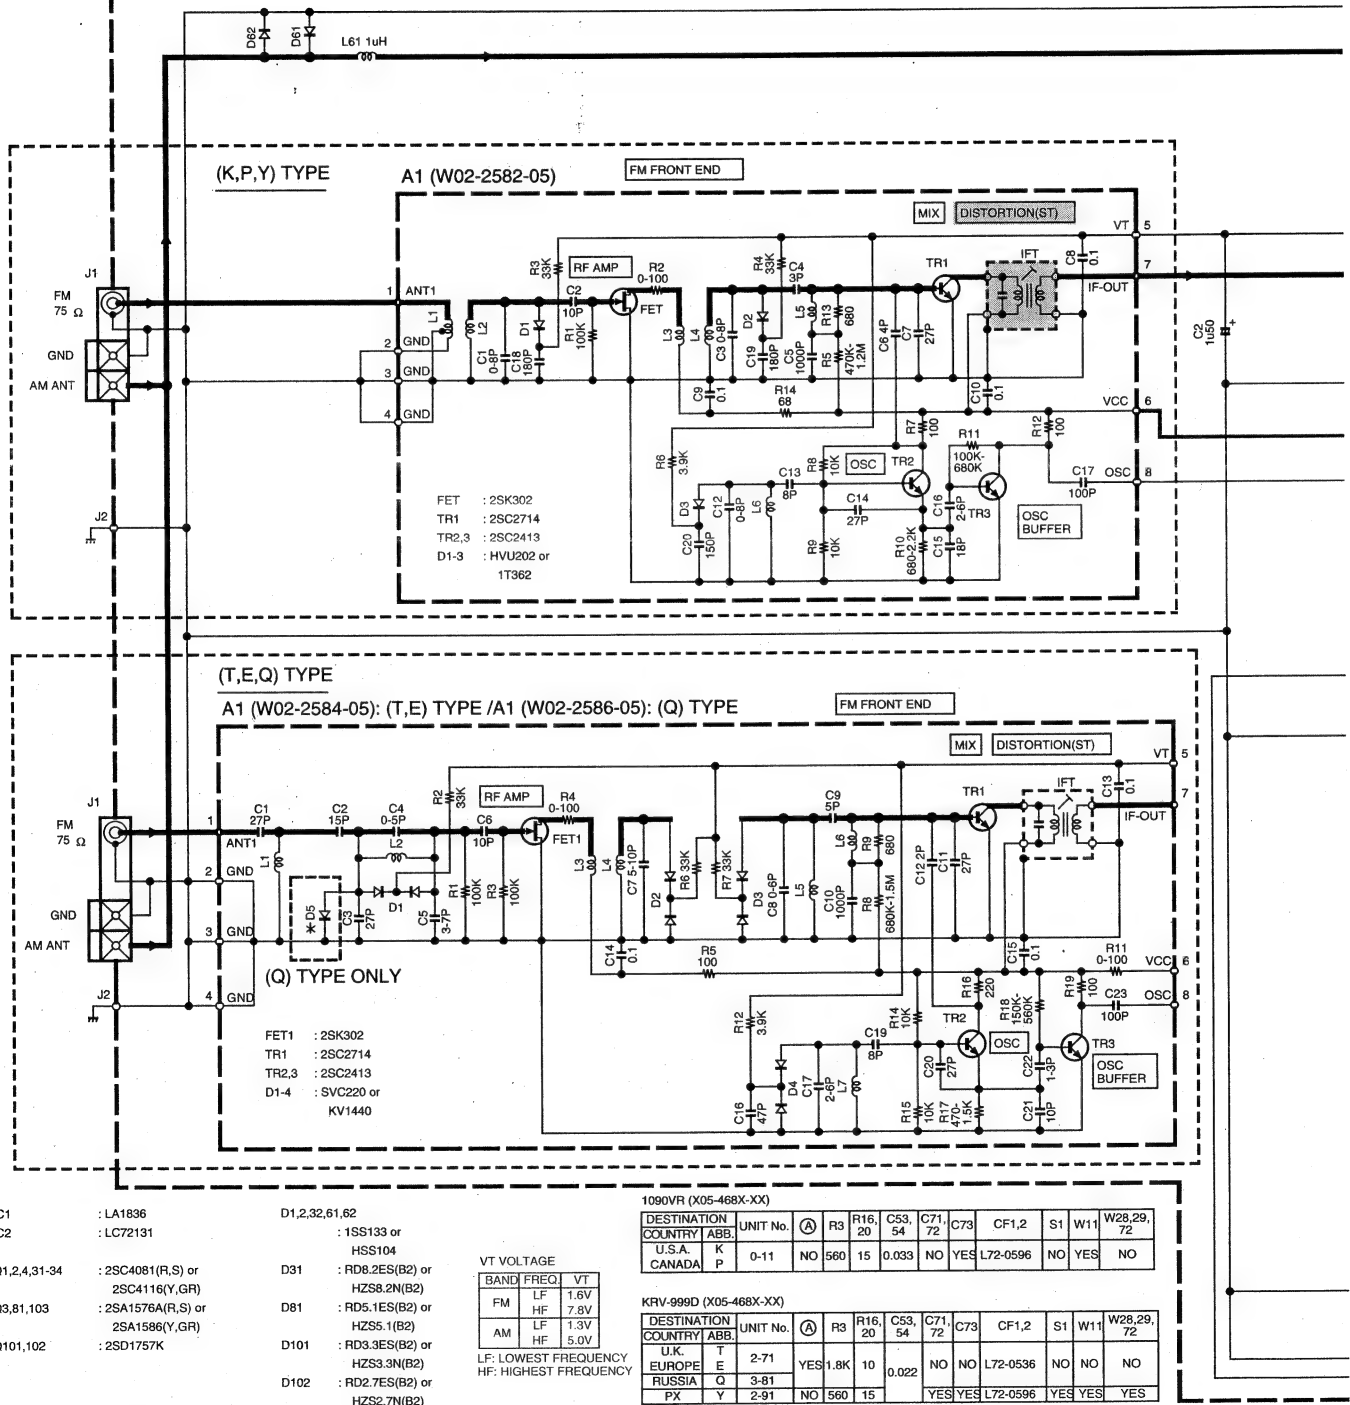 D62
D61
L61 1uH
(K,P,Y) TYPE
A1 (W02-2582-05)
FM FRONT END
MIX
DISTORTION(ST)
VT 5
J1
FM
75 Ω
GND
AM ANT
J2
1 ANT1
2 GND
3 GND
4 GND
L1
L2
C1
0-8P
C18
180P
D1
R3
33K
C2
10P
R1
100K
RF AMP
FET
R2
0-100
L3
L4
C3 0-8P
D2
C19
180P
R4
33K
C4
3P
L5
C5
1000P
R13
680
R5
470K-
1.2M
C6 4P
C7
27P
TR1
IFT
C8
0.1
7
IF-OUT
C9
0.1
R14
68
C10
0.1
VCC 6
C2
1u50
+
R6
3.9K
D3
C20
150P
C12
0-8P
L6
C13
8P
R8
10K
R9
10K
OSC
C14
27P
TR2
R7
100
R10
680-2.2K
R11
100K-
680K
C16
2-6P
C15
18P
TR3
R12
100
OSC
BUFFER
C17
100P
OSC 8
FET : 2SK302
TR1 : 2SC2714
TR2,3 : 2SC2413
D1-3 : HVU202 or
1T362
(T,E,Q) TYPE
A1 (W02-2584-05): (T,E) TYPE /A1 (W02-2586-05): (Q) TYPE
FM FRONT END
MIX
DISTORTION(ST)
VT 5
J1
FM
75 Ω
GND
AM ANT
J2
1
ANT1
2 GND
3 GND
4 GND
C1
27P
L1
C2
15P
C4
0-5P
L2
*D5
C3
27P
D1
C5
3-7P
R2
33K
R1
100K
C6
10P
R3
100K
RF AMP
FET1
R4
0-100
(Q) TYPE ONLY
L3
L4
C7 5-10P
D2
R6 33K
R7 33K
D3
C8 0-6P
L5
C9
5P
L6
C10
1000P
R9
680
R8
680K-1.5M
C12 2P
C11
27P
TR1
IFT
C13
0.1
7
IF-OUT
C14
0.1
R5
100
C15
0.1
R11
0-100
VCC 6
OSC 8
R12
3.9K
C16
47P
D4
C17
2-6P
L7
C19
8P
R14
10K
R15
10K
C20
27P
TR2
R16
220
R17
470-
1.5K
OSC
R18
150K-
560K
C22
1-3P
C21
10P
R19
100
TR3
C23
100P
OSC
BUFFER
FET1 : 2SK302
TR1 : 2SC2714
TR2,3 : 2SC2413
D1-4 : SVC220 or
KV1440
C1 : LA1836
C2 : LC72131
1,2,4,31-34 : 2SC4081(R,S) or
2SC4116(Y,GR)
3,81,103 : 2SA1576A(R,S) or
2SA1586(Y,GR)
101,102 : 2SD1757K
D1,2,32,61,62
: 1SS133 or
HSS104
D31 : RD8.2ES(B2) or
HZS8.2N(B2)
D81 : RD5.1ES(B2) or
HZS5.1(B2)
D101 : RD3.3ES(B2) or
HZS3.3N(B2)
D102 : RD2.7ES(B2) or
HZS2.7N(B2)
VT VOLTAGE
BAND FREQ. VT
FM LF 1.6V
HF 7.8V
AM LF 1.3V
HF 5.0V
LF: LOWEST FREQUENCY
HF: HIGHEST FREQUENCY
1090VR (X05-468X-XX)
DESTINATION UNIT No. A R3 R16,20 C53,54 C71,72 C73 CF1,2 S1 W11 W28,29,72
COUNTRY ABB.
U.S.A. K 0-11 NO 560 15 0.033 NO YES L72-0596 NO YES NO
CANADA P
KRV-999D (X05-468X-XX)
DESTINATION UNIT No. A R3 R16,20 C53,54 C71,72 C73 CF1,2 S1 W11 W28,29,72
COUNTRY ABB.
U.K. T 2-71 YES 1.8K 10 0.022 NO NO L72-0536 NO NO NO
EUROPE E
RUSSIA Q 3-81
PX Y 2-91 NO 560 15 YES YES L72-0596 YES YES YES